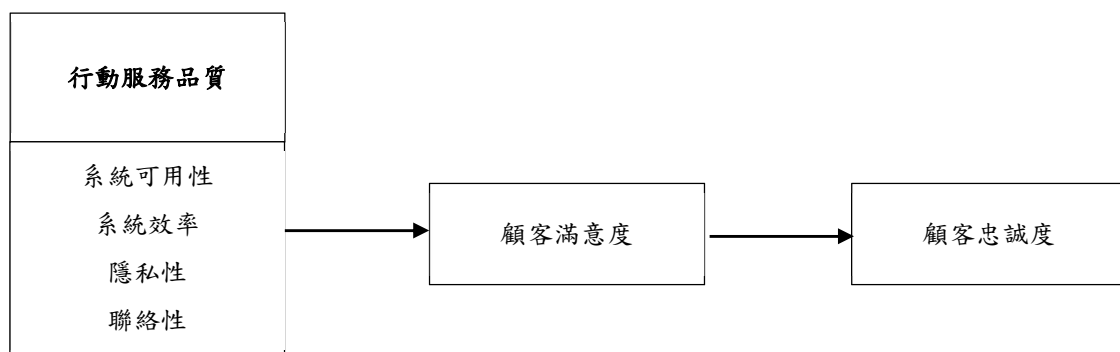 行動服務品質
系統可用性
系統效率
隱私性
聯絡性
顧客滿意度
顧客忠誠度